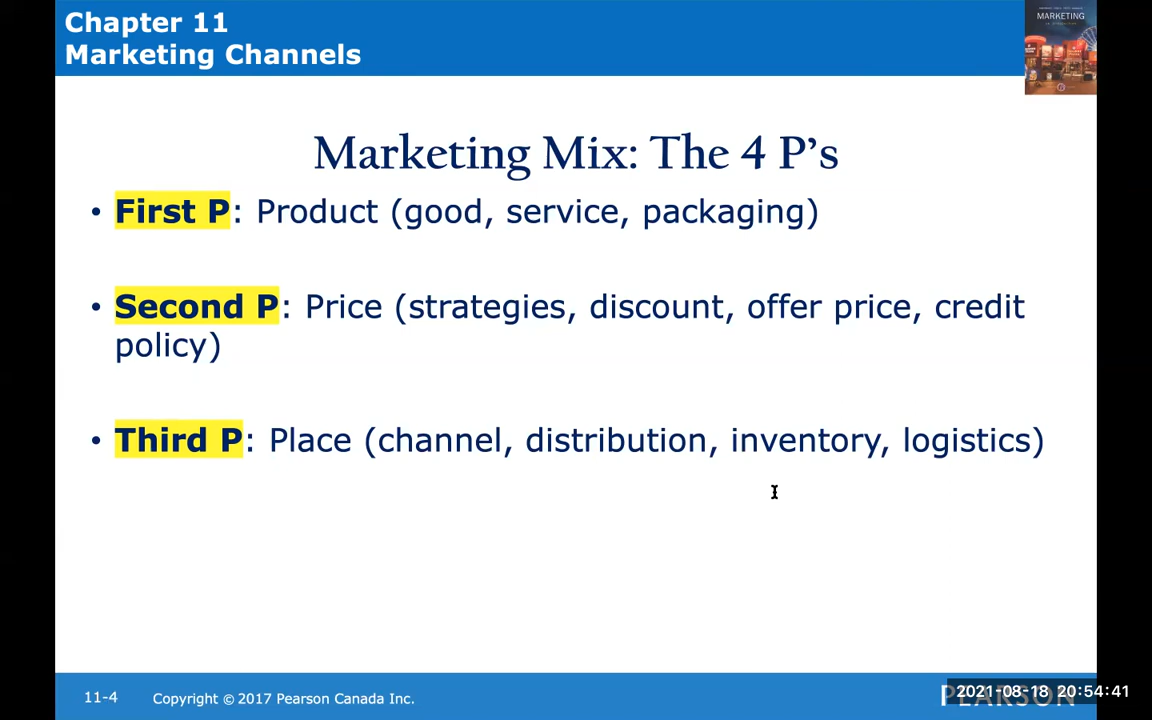 Chapter 11
Marketing Channels
MARKETING
Marketing Mix: The 4 P’s
• First P: Product (good, service, packaging)
• Second P: Price (strategies, discount, offer price, credit
policy)
• Third P: Place (channel, distribution, inventory, logistics)
11-4
Copyright © 2017 Pearson Canada Inc.
PEARSON
2021-08-18 20:54:41